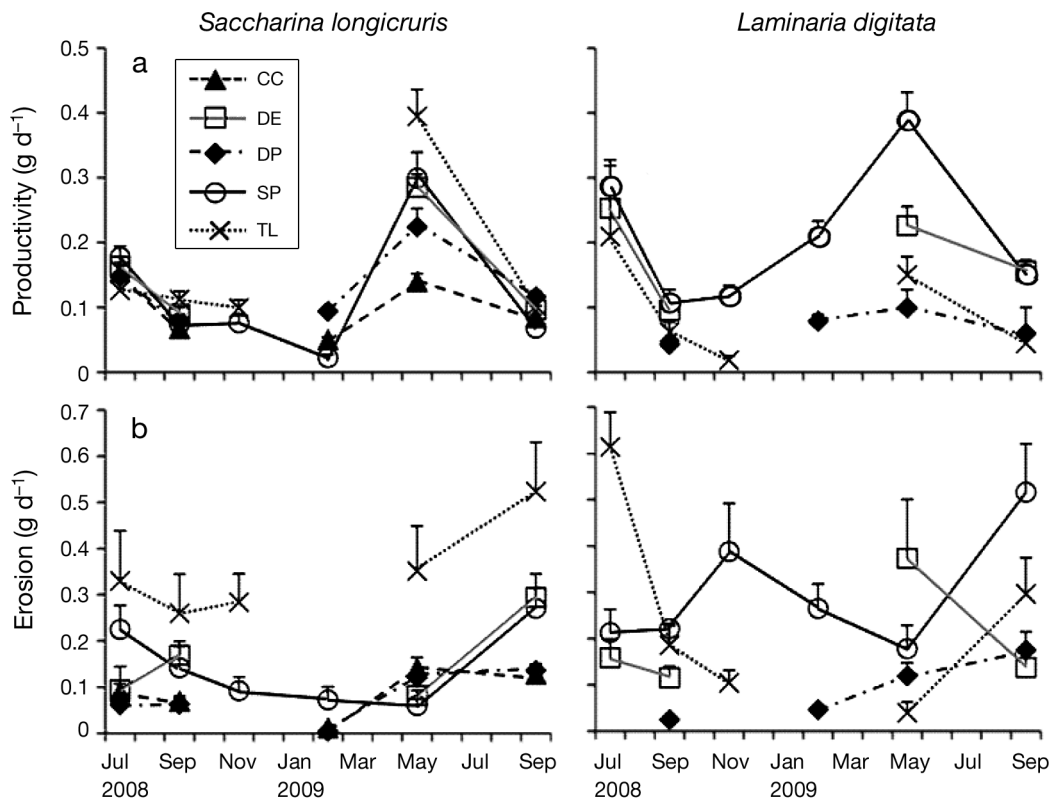 Saccharina longicruris
Laminaria digitata
Productivity (g d⁻¹)
a
0.5
0.4
0.3
0.2
0.1
0
CC
DE
DP
SP
TL
Erosion (g d⁻¹)
b
0.7
0.6
0.5
0.4
0.3
0.2
0.1
0
Jul Sep Nov Jan Mar May Jul Sep
2008 2009
Jul Sep Nov Jan Mar May Jul Sep
2008 2009